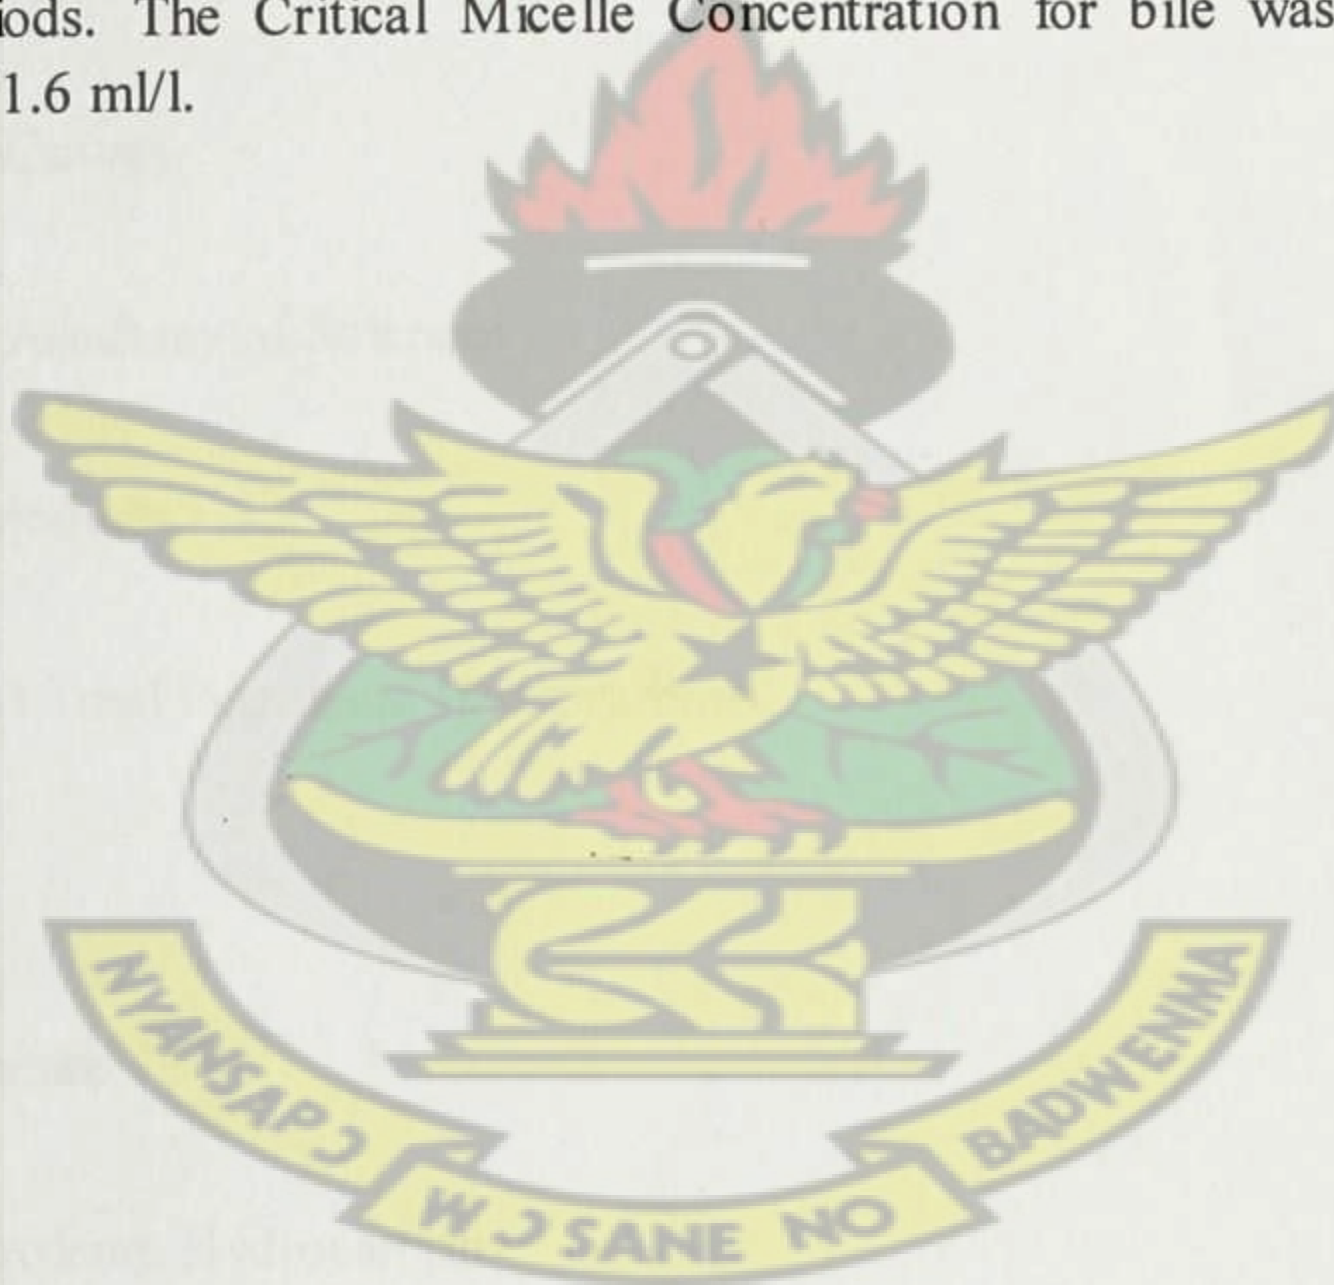 iods. The Critical Micelle Concentration for bile was
1.6 ml/l.
NYANSAPƆ
WƆSANE NO
BADWENMA